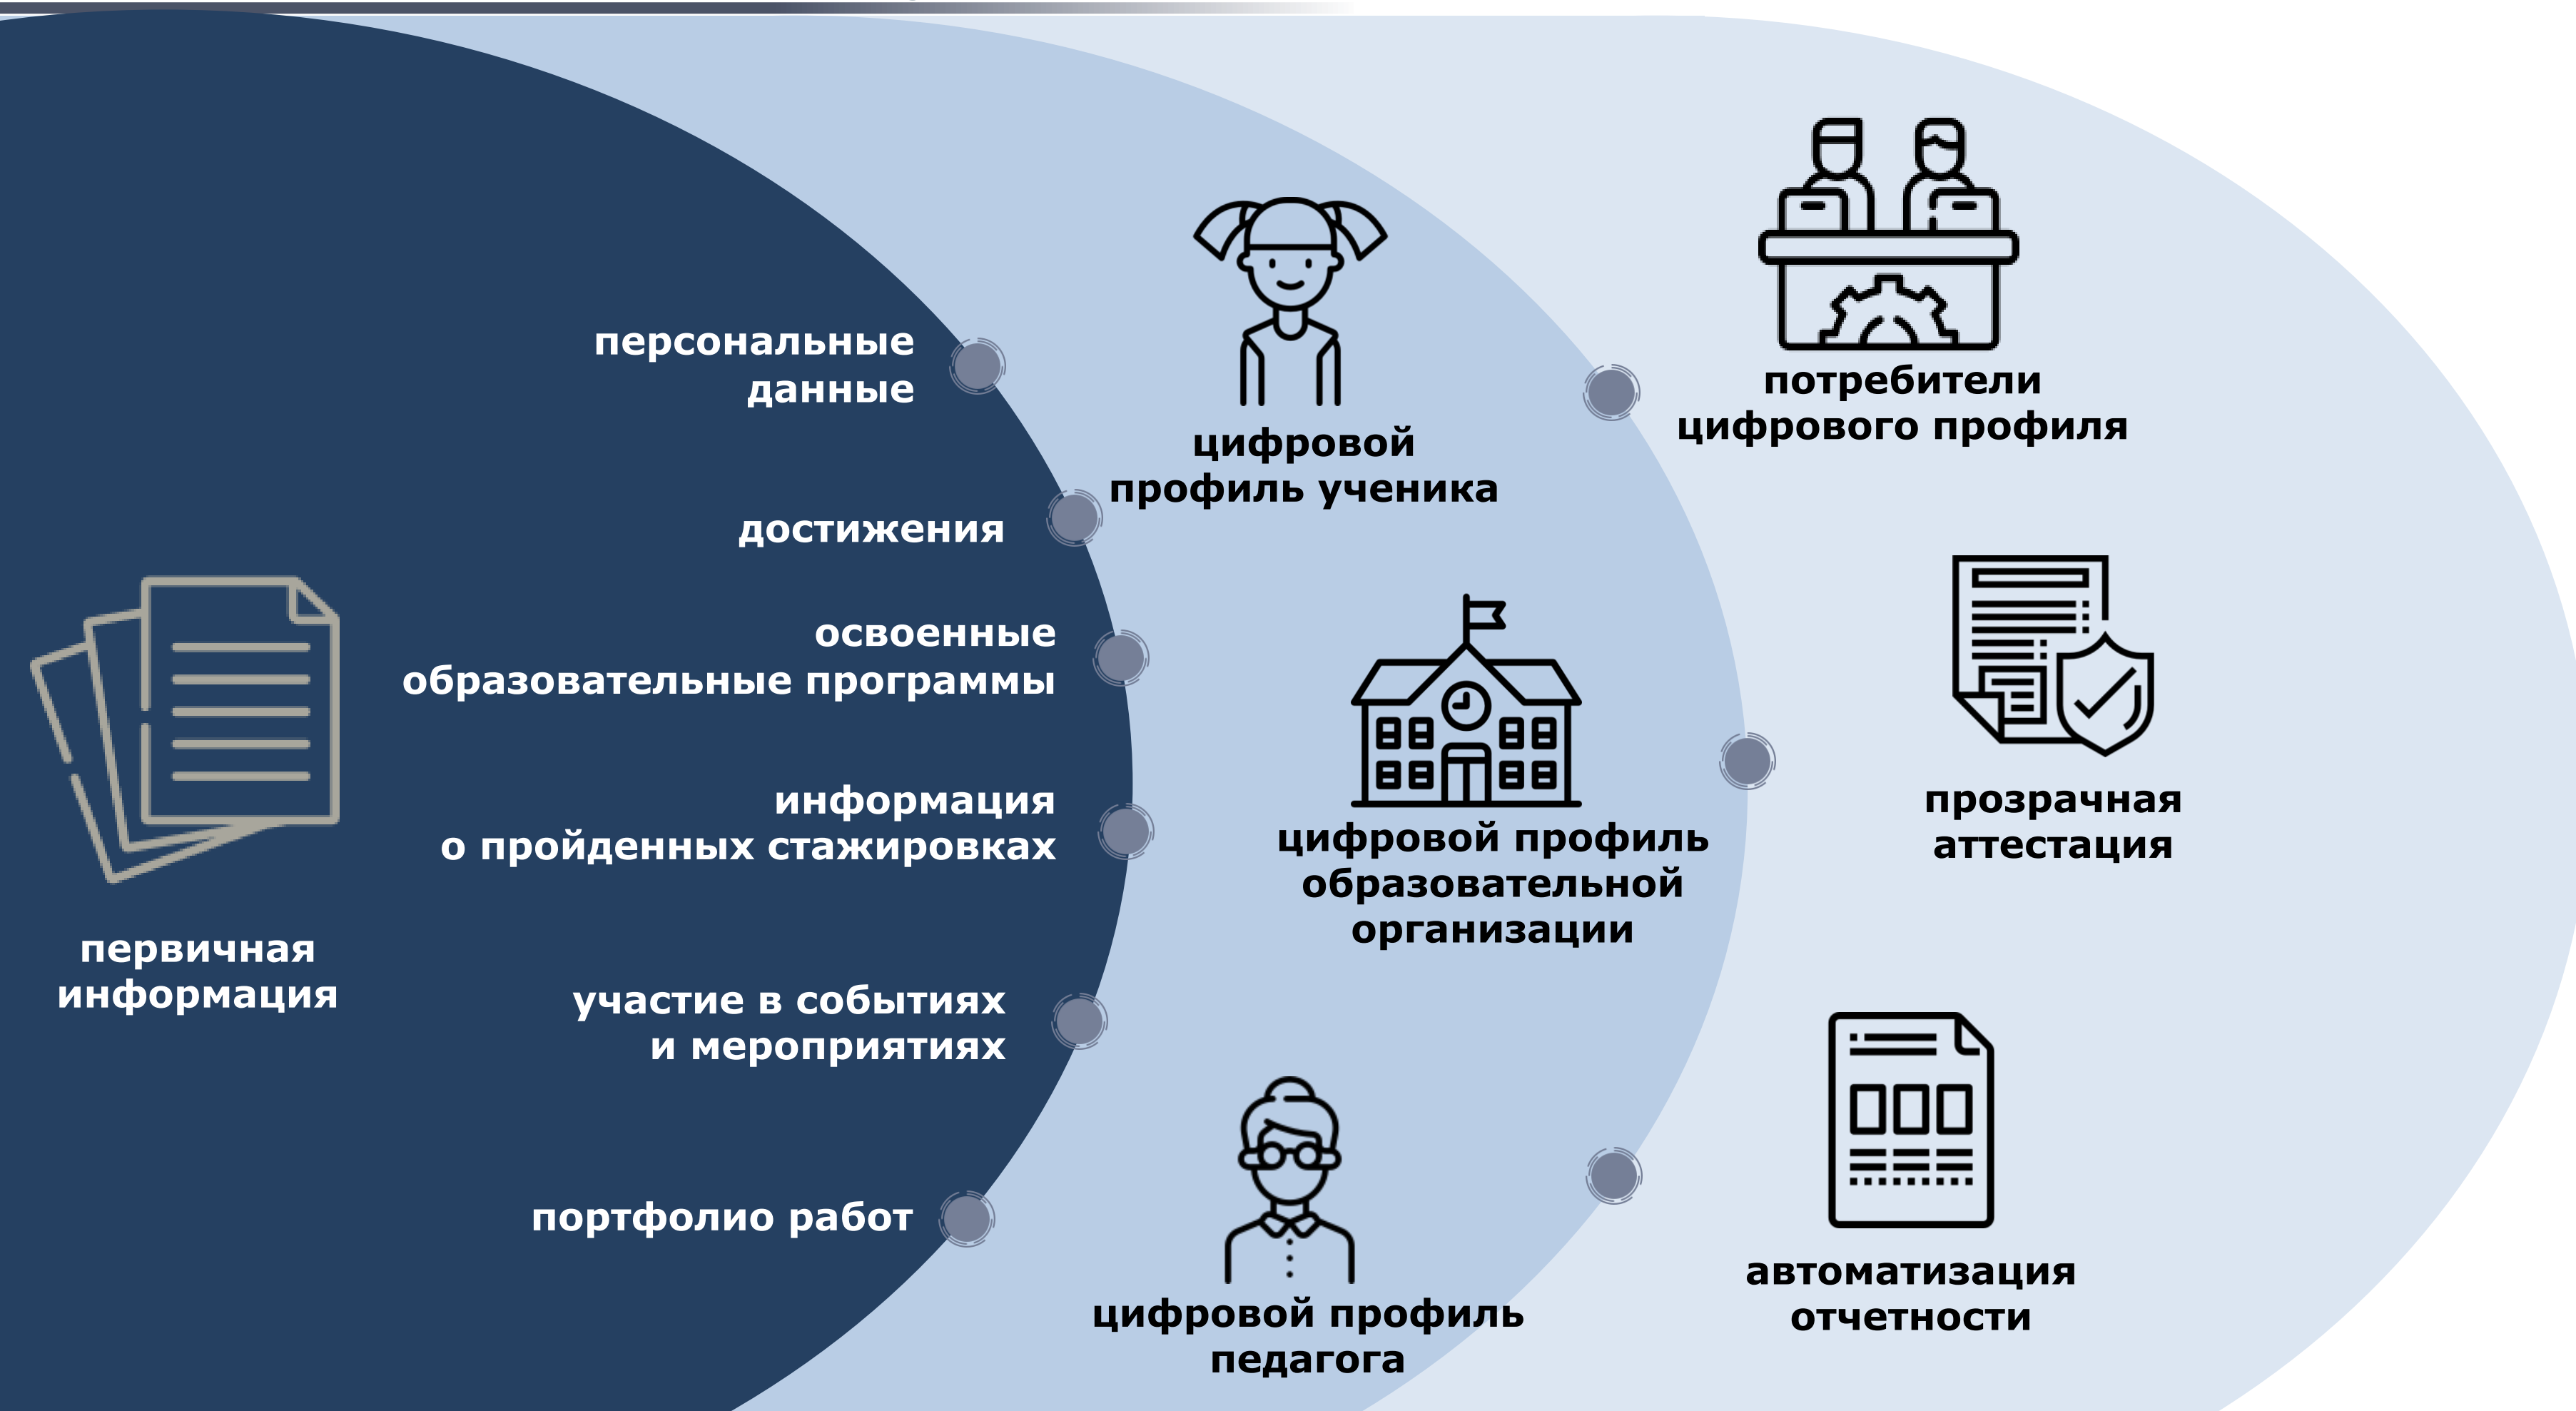 первичная
информация
персональные
данные
достижения
освоенные
образовательные программы
информация
о пройденных стажировках
участие в событиях
и мероприятиях
портфолио работ
цифровой
профиль ученика
цифровой профиль
образовательной
организации
цифровой профиль
педагога
потребители
цифрового профиля
прозрачная
аттестация
автоматизация
отчетности